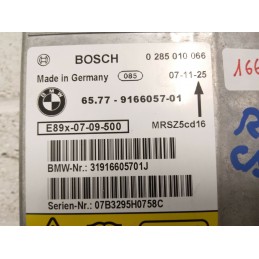 BOSCH 0 285 010 066
Made in Germany 085 07-11-25
65.77 - 9166057-01
E89x-07-09-500 MRSZ5cd16
BMW-Nr.: 31916605701J
Serien-Nr.: 07B3295H0758C
166